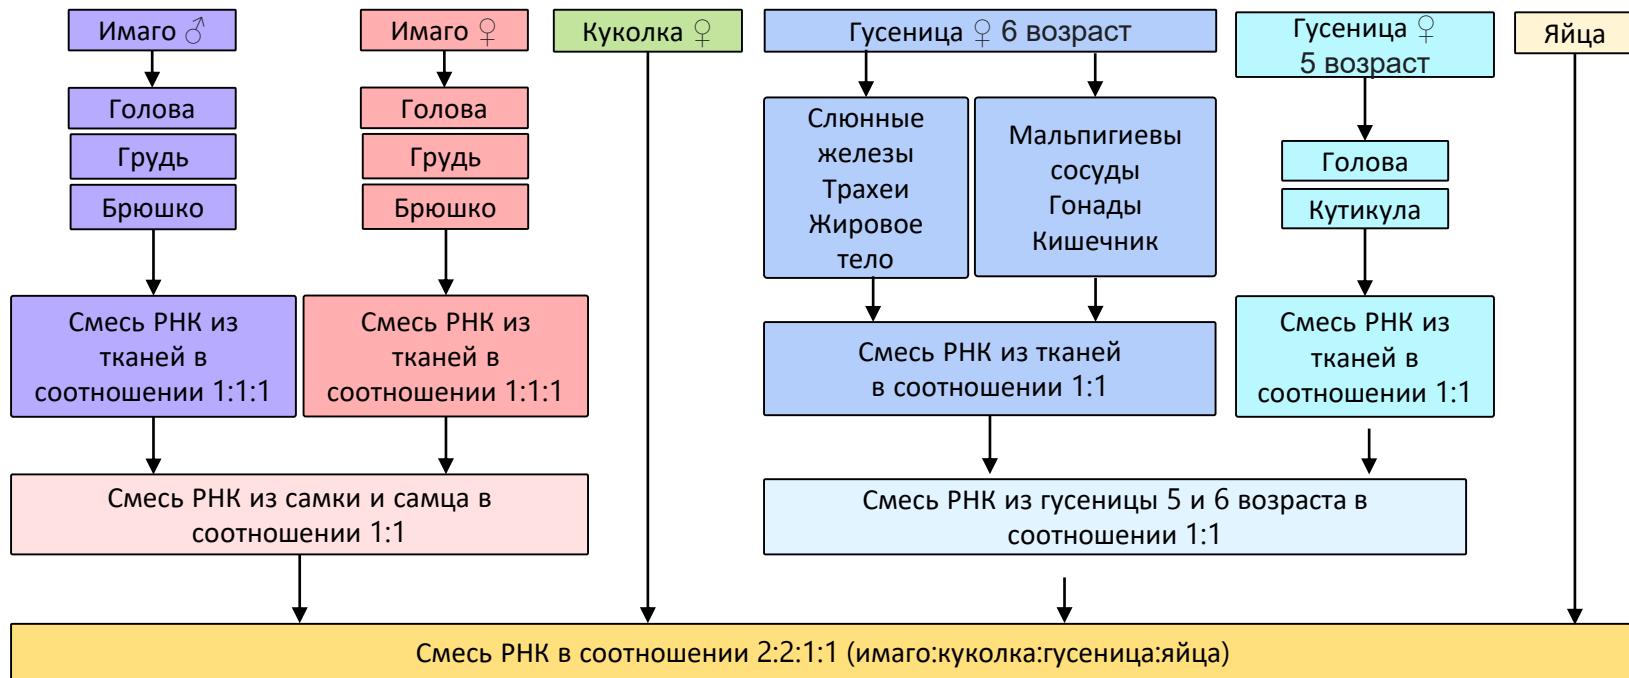 Имаго ♂
Имаго ♀
Куколка ♀
Гусеница ♀ 6 возраст
Гусеница ♀
5 возраст
Яйца
Голова
Грудь
Брюшко
Голова
Грудь
Брюшко
Слюнные
железы
Трахеи
Жировое
тело
Мальпигиевы
сосуды
Гонады
Кишечник
Голова
Кутикула
Смесь РНК из
тканей в
соотношении 1:1:1
Смесь РНК из
тканей в
соотношении 1:1:1
Смесь РНК из тканей
в соотношении 1:1
Смесь РНК из
тканей в
соотношении 1:1
Смесь РНК из самки и самца в
соотношении 1:1
Смесь РНК из гусеницы 5 и 6 возраста в
соотношении 1:1
Смесь РНК в соотношении 2:2:1:1 (имаго:куколка:гусеница:яйца)